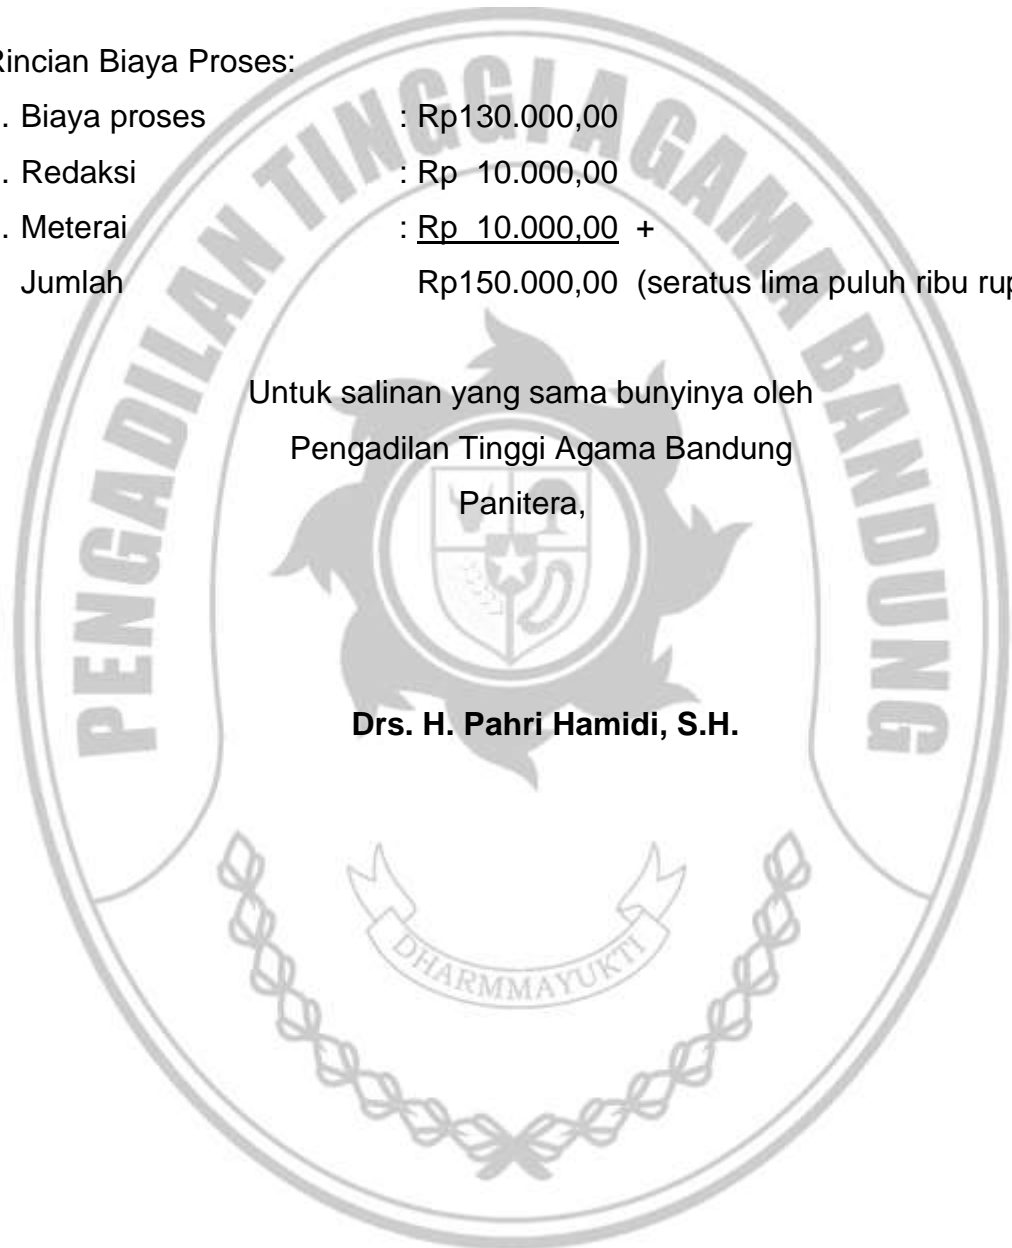 Rincian Biaya Proses:
. Biaya proses : Rp130.000,00
. Redaksi : Rp 10.000,00
. Meterai : Rp 10.000,00 +
Jumlah Rp150.000,00 (seratus lima puluh ribu rup
Untuk salinan yang sama bunyinya oleh
Pengadilan Tinggi Agama Bandung
Panitera,
Drs. H. Pahri Hamidi, S.H.
PENGADILAN TINGGI AGAMA BANDUNG
DHARMMAYUKTI